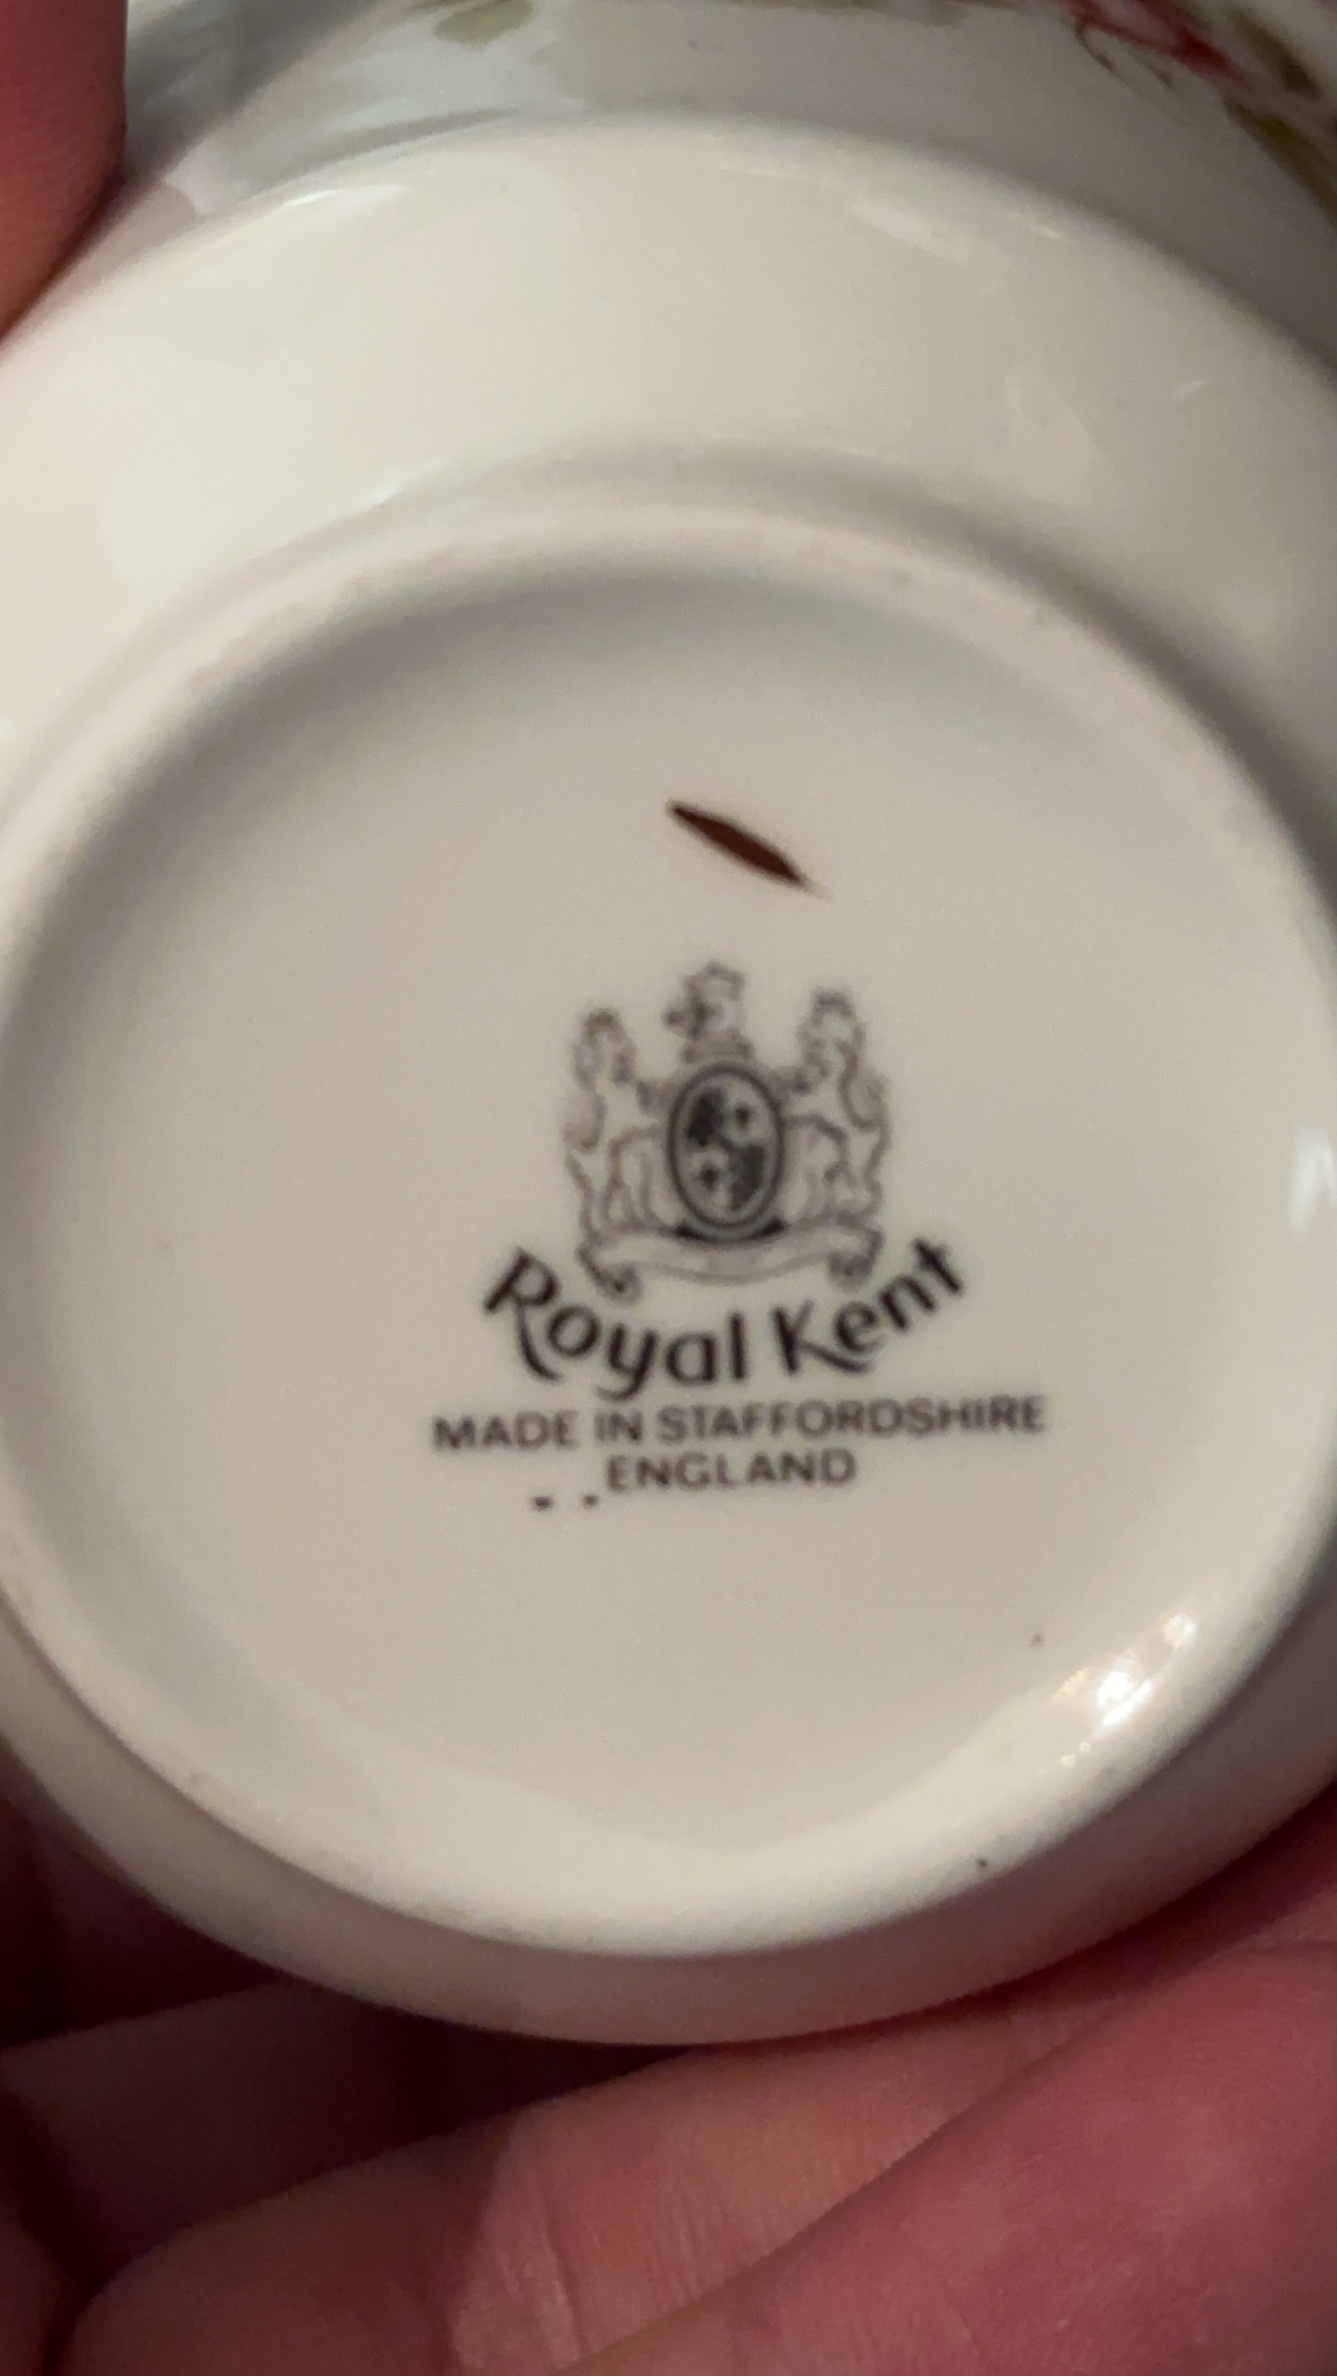 Royal Kent
MADE IN STAFFORDSHIRE
ENGLAND